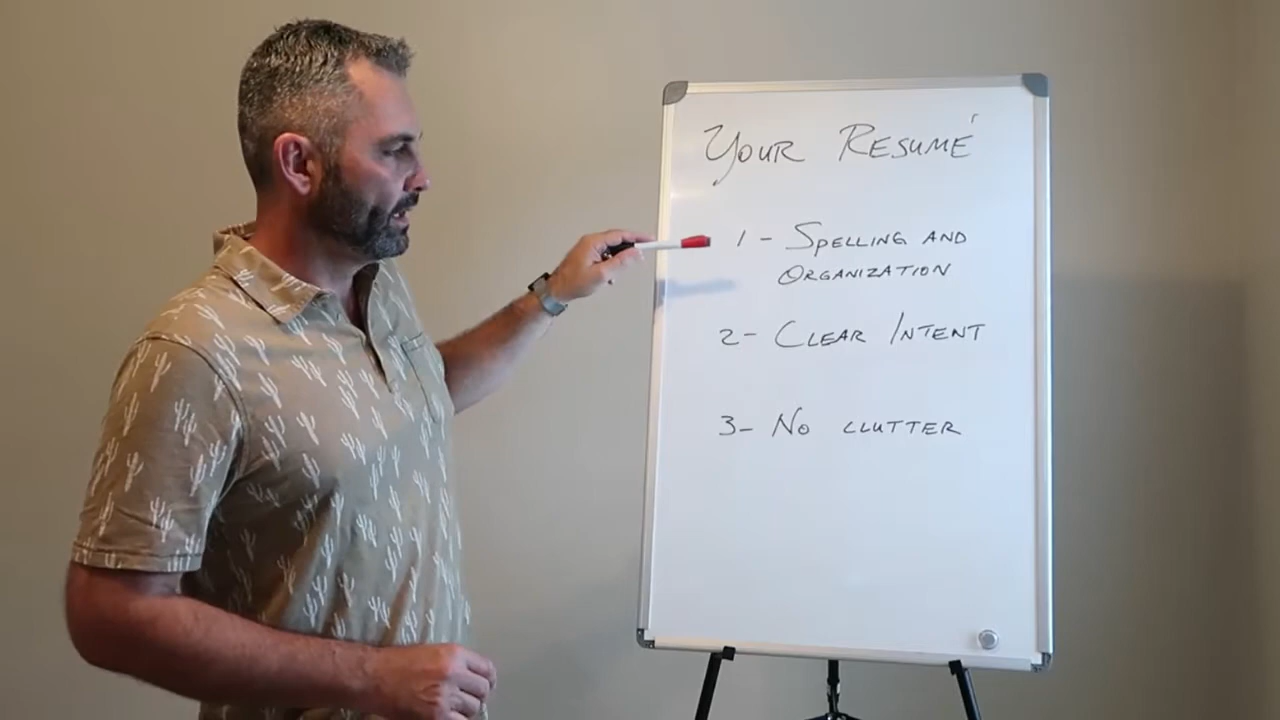 Your Resumé
1 - Spelling and
Organization
2 - Clear Intent
3 - No clutter